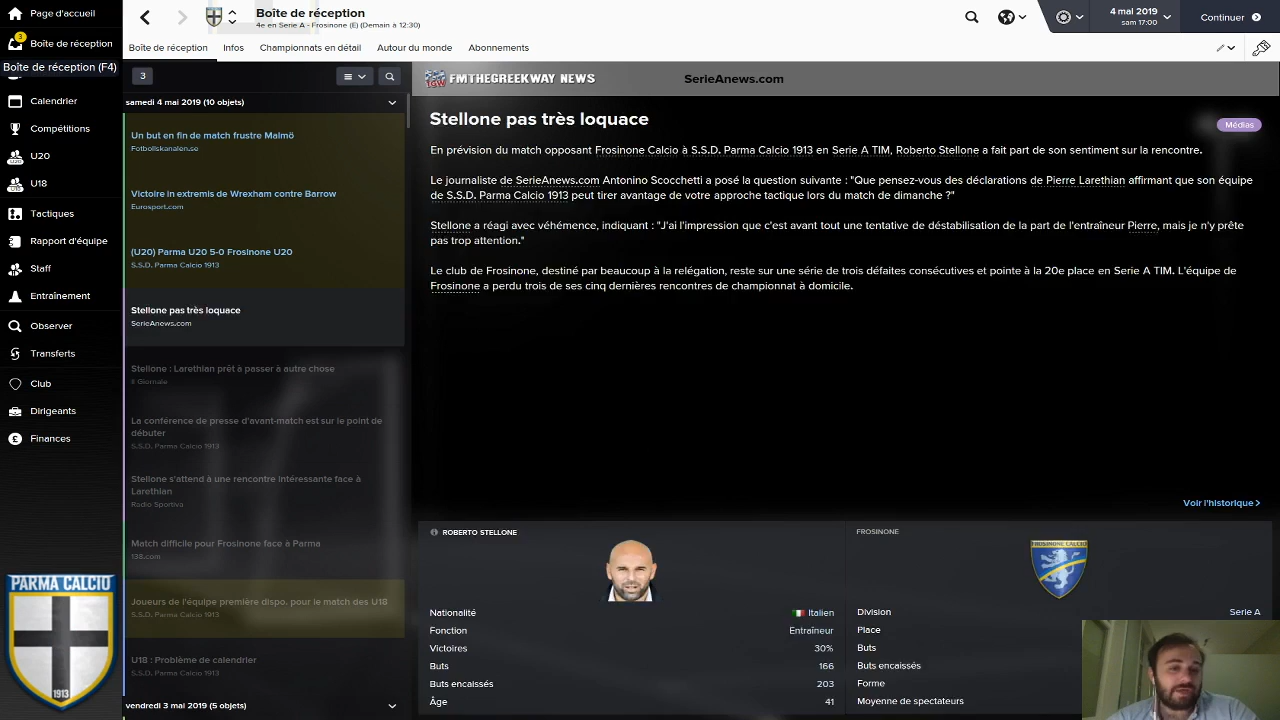 Page d'accueil
3
Boîte de réception
Boîte de réception (F4)
Calendrier
Compétitions
U20
U18
Tactiques
Rapport d'équipe
Staff
Entraînement
Observer
Transferts
Club
Dirigeants
Finances
PARMA CALCIO
1913
Boîte de réception
4e en Serie A - Frosinone (E) (Demain à 12:30)
4 mai 2019
sam 17:00
Continuer
Boîte de réception Infos Championnats en détail Autour du monde Abonnements
3
samedi 4 mai 2019 (10 objets)
Un but en fin de match frustre Malmö
Fotbollskanalen.se
Victoire in extremis de Wrexham contre Barrow
Eurosport.com
(U20) Parma U20 5-0 Frosinone U20
S.S.D. Parma Calcio 1913
Stellone pas très loquace
SerieAnews.com
Stellone : Larethian prêt à passer à autre chose
Il Giornale
La conférence de presse d'avant-match est sur le point de
débuter
S.S.D. Parma Calcio 1913
Stellone s'attend à une rencontre intéressante face à
Larethian
Radio Sportiva
Match difficile pour Frosinone face à Parma
138.com
Joueurs de l'équipe première dispo. pour le match des U18
S.S.D. Parma Calcio 1913
U18 : Problème de calendrier
S.S.D. Parma Calcio 1913
vendredi 3 mai 2019 (5 objets)
FMTHEGREEKWAY NEWS
SerieAnews.com
Stellone pas très loquace
Médias
En prévision du match opposant Frosinone Calcio à S.S.D. Parma Calcio 1913 en Serie A TIM, Roberto Stellone a fait part de son sentiment sur la rencontre.
Le journaliste de SerieAnews.com Antonino Scocchetti a posé la question suivante : "Que pensez-vous des déclarations de Pierre Larethian affirmant que son équipe
de S.S.D. Parma Calcio 1913 peut tirer avantage de votre approche tactique lors du match de dimanche ?"
Stellone a réagi avec véhémence, indiquant : "J'ai l'impression que c'est avant tout une tentative de déstabilisation de la part de l'entraîneur Pierre, mais je n'y prête
pas trop attention."
Le club de Frosinone, destiné par beaucoup à la relégation, reste sur une série de trois défaites consécutives et pointe à la 20e place en Serie A TIM. L'équipe de
Frosinone a perdu trois de ses cinq dernières rencontres de championnat à domicile.
Voir l'historique >
ROBERTO STELLONE
Nationalité Italien
Fonction Entraîneur
Victoires 30%
Buts 166
Buts encaissés 203
Âge 41
FROSINONE
FROSINONE CALCIO
Division Serie A
Place
Buts
Buts encaissés
Forme
Moyenne de spectateurs